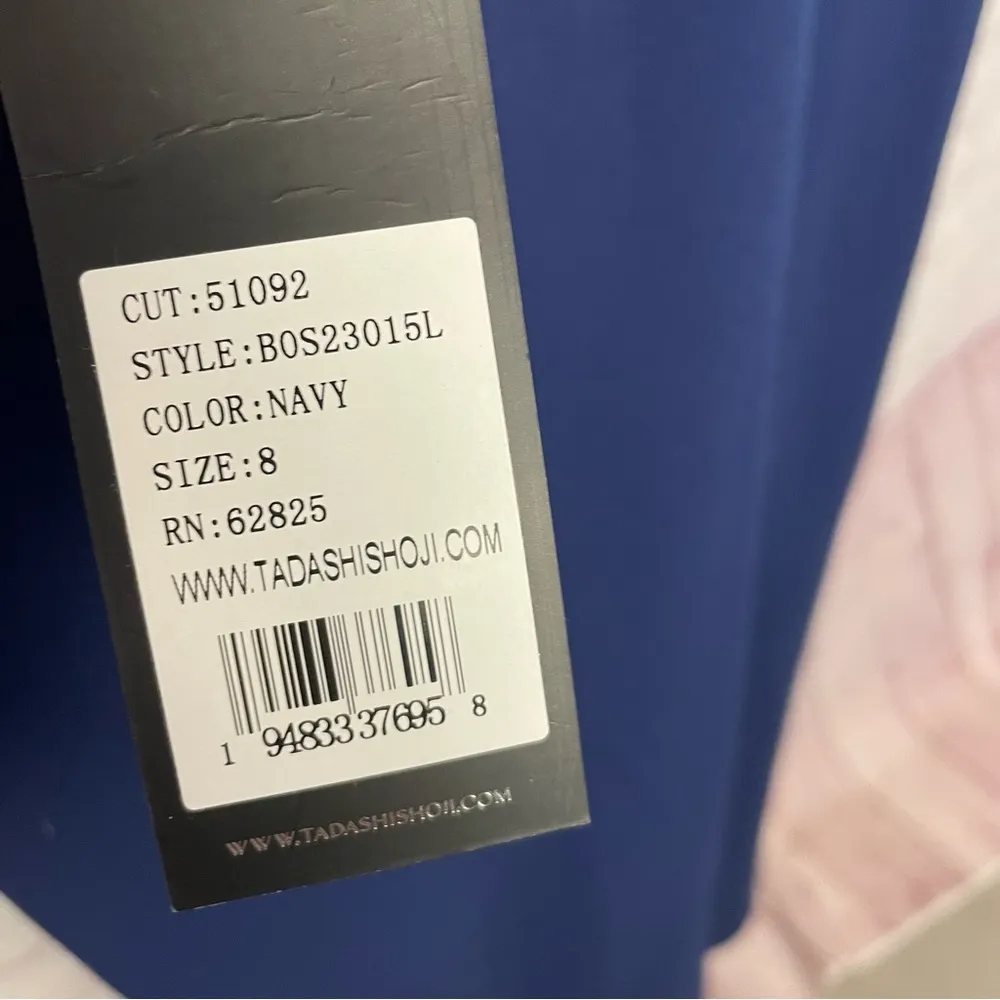 CUT:51092
STYLE:BOS23015L
COLOR:NAVY
SIZE:8
RN:62825
WWW.TADASHISHOJI.COM
1 94833 37695 8
WWW.TADASHISHOJI.COM